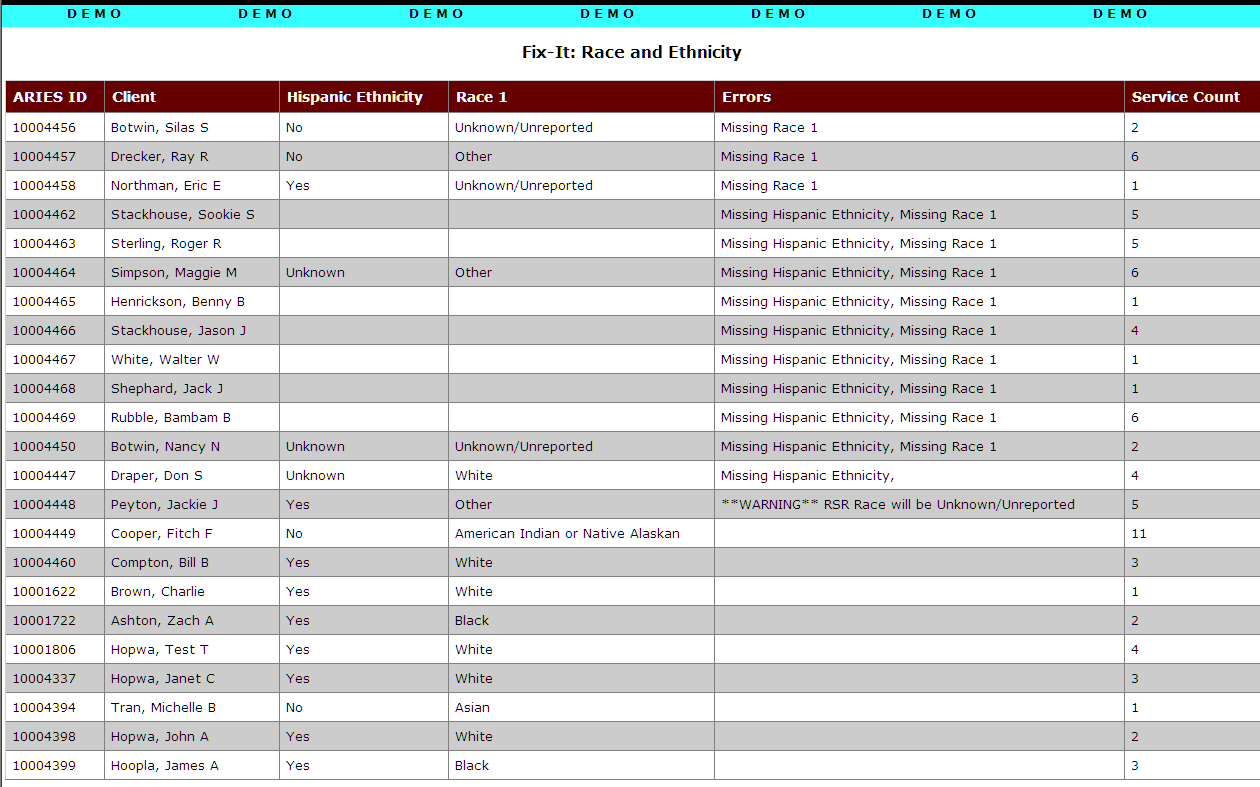 DEMO DEMO DEMO DEMO DEMO DEMO DEMO
Fix-It: Race and Ethnicity
ARIES ID Client Hispanic Ethnicity Race 1 Errors Service Count
10004456 Botwin, Silas S No Unknown/Unreported Missing Race 1 2
10004457 Drecker, Ray R No Other Missing Race 1 6
10004458 Northman, Eric E Yes Unknown/Unreported Missing Race 1 1
10004462 Stackhouse, Sookie S Missing Hispanic Ethnicity, Missing Race 1 5
10004463 Sterling, Roger R Missing Hispanic Ethnicity, Missing Race 1 5
10004464 Simpson, Maggie M Unknown Other Missing Hispanic Ethnicity, Missing Race 1 6
10004465 Henrickson, Benny B Missing Hispanic Ethnicity, Missing Race 1 1
10004466 Stackhouse, Jason J Missing Hispanic Ethnicity, Missing Race 1 4
10004467 White, Walter W Missing Hispanic Ethnicity, Missing Race 1 1
10004468 Shephard, Jack J Missing Hispanic Ethnicity, Missing Race 1 1
10004469 Rubble, Bambam B Missing Hispanic Ethnicity, Missing Race 1 6
10004450 Botwin, Nancy N Unknown Unknown/Unreported Missing Hispanic Ethnicity, Missing Race 1 2
10004447 Draper, Don S Unknown White Missing Hispanic Ethnicity, 4
10004448 Peyton, Jackie J Yes Other **WARNING** RSR Race will be Unknown/Unreported 5
10004449 Cooper, Fitch F No American Indian or Native Alaskan 11
10004460 Compton, Bill B Yes White 3
10001622 Brown, Charlie Yes White 1
10001722 Ashton, Zach A Yes Black 2
10001806 Hopwa, Test T Yes White 4
10004337 Hopwa, Janet C Yes White 3
10004394 Tran, Michelle B No Asian 1
10004398 Hopwa, John A Yes White 2
10004399 Hoopla, James A Yes Black 3